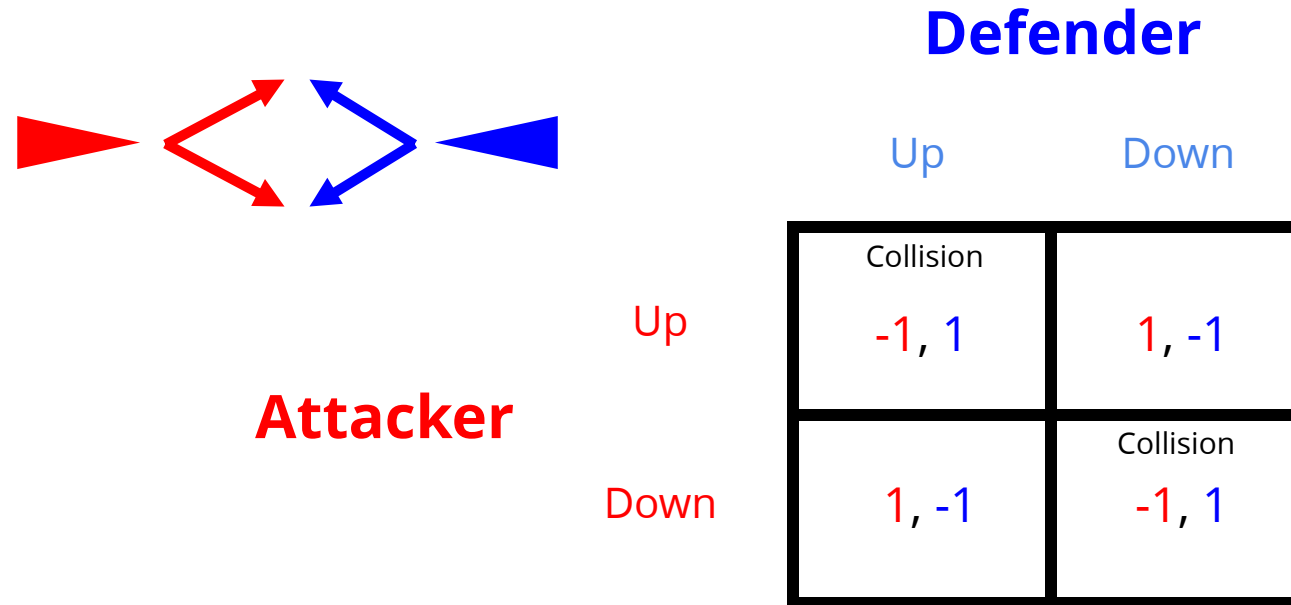 Defender
Up Down
Collision
Up
-1, 1 1, -1
Attacker
Collision
Down
1, -1 -1, 1